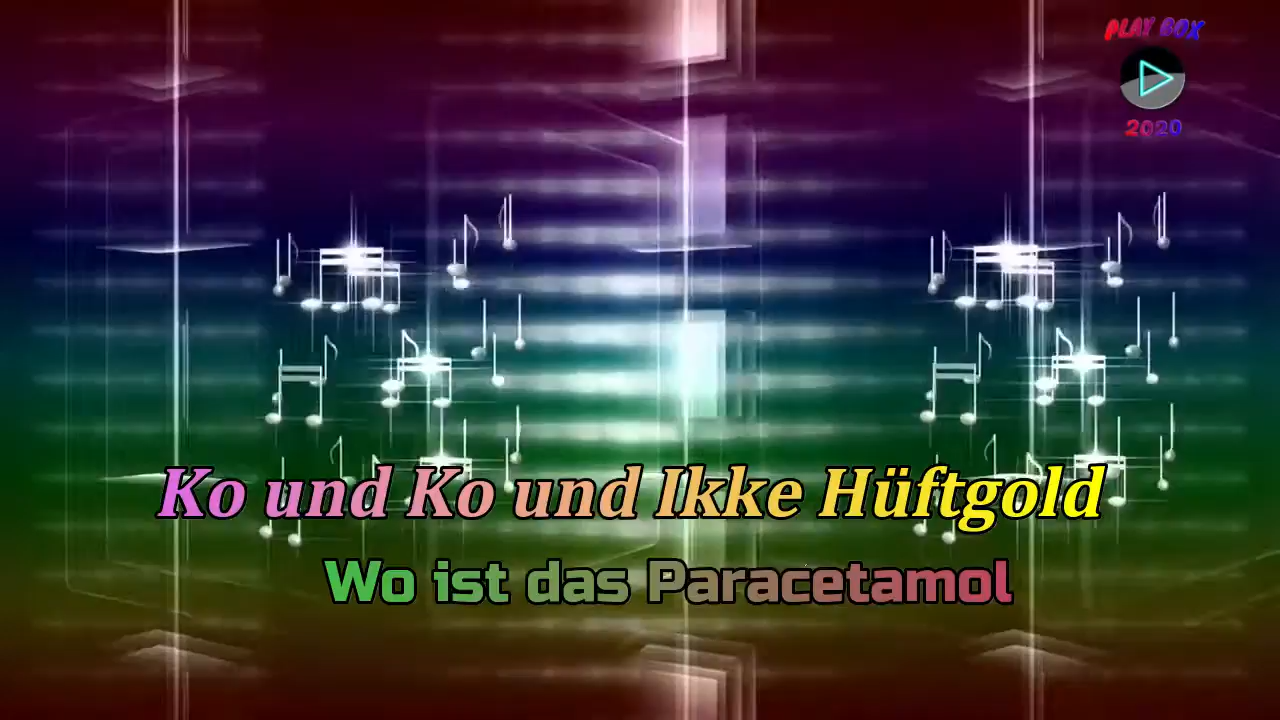 PLAY BOX
2020
Ko und Ko und Ikke Hüftgold
Wo ist das Paracetamol